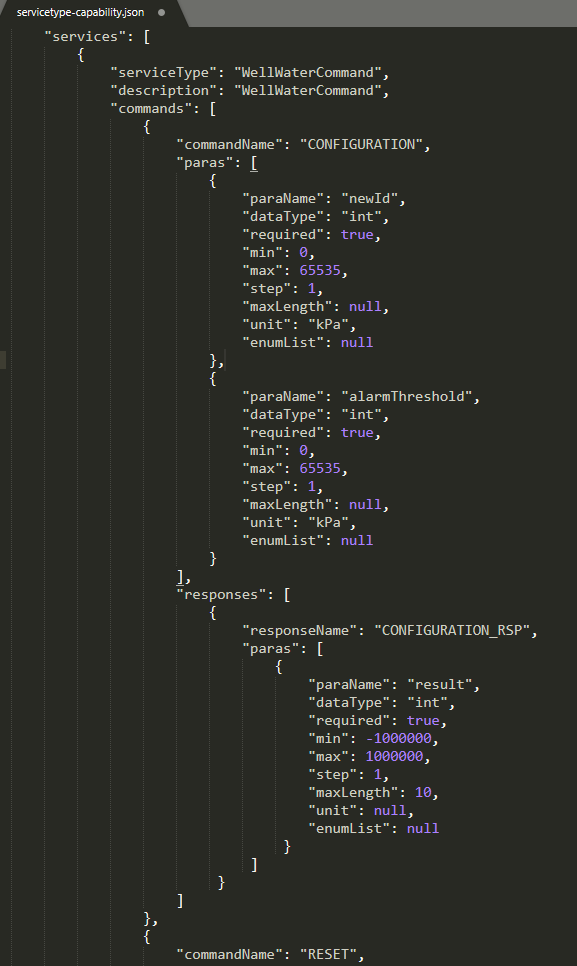 servicetype-capability.json
"services": [
{
"serviceType": "WellWaterCommand",
"description": "WellWaterCommand",
"commands": [
{
"commandName": "CONFIGURATION",
"paras": [
{
"paraName": "newId",
"dataType": "int",
"required": true,
"min": 0,
"max": 65535,
"step": 1,
"maxLength": null,
"unit": "kPa",
"enumList": null
},
{
"paraName": "alarmThreshold",
"dataType": "int",
"required": true,
"min": 0,
"max": 65535,
"step": 1,
"maxLength": null,
"unit": "kPa",
"enumList": null
}
],
"responses": [
{
"responseName": "CONFIGURATION_RSP",
"paras": [
{
"paraName": "result",
"dataType": "int",
"required": true,
"min": -1000000,
"max": 1000000,
"step": 1,
"maxLength": 10,
"unit": null,
"enumList": null
}
]
}
]
},
{
"commandName": "RESET",